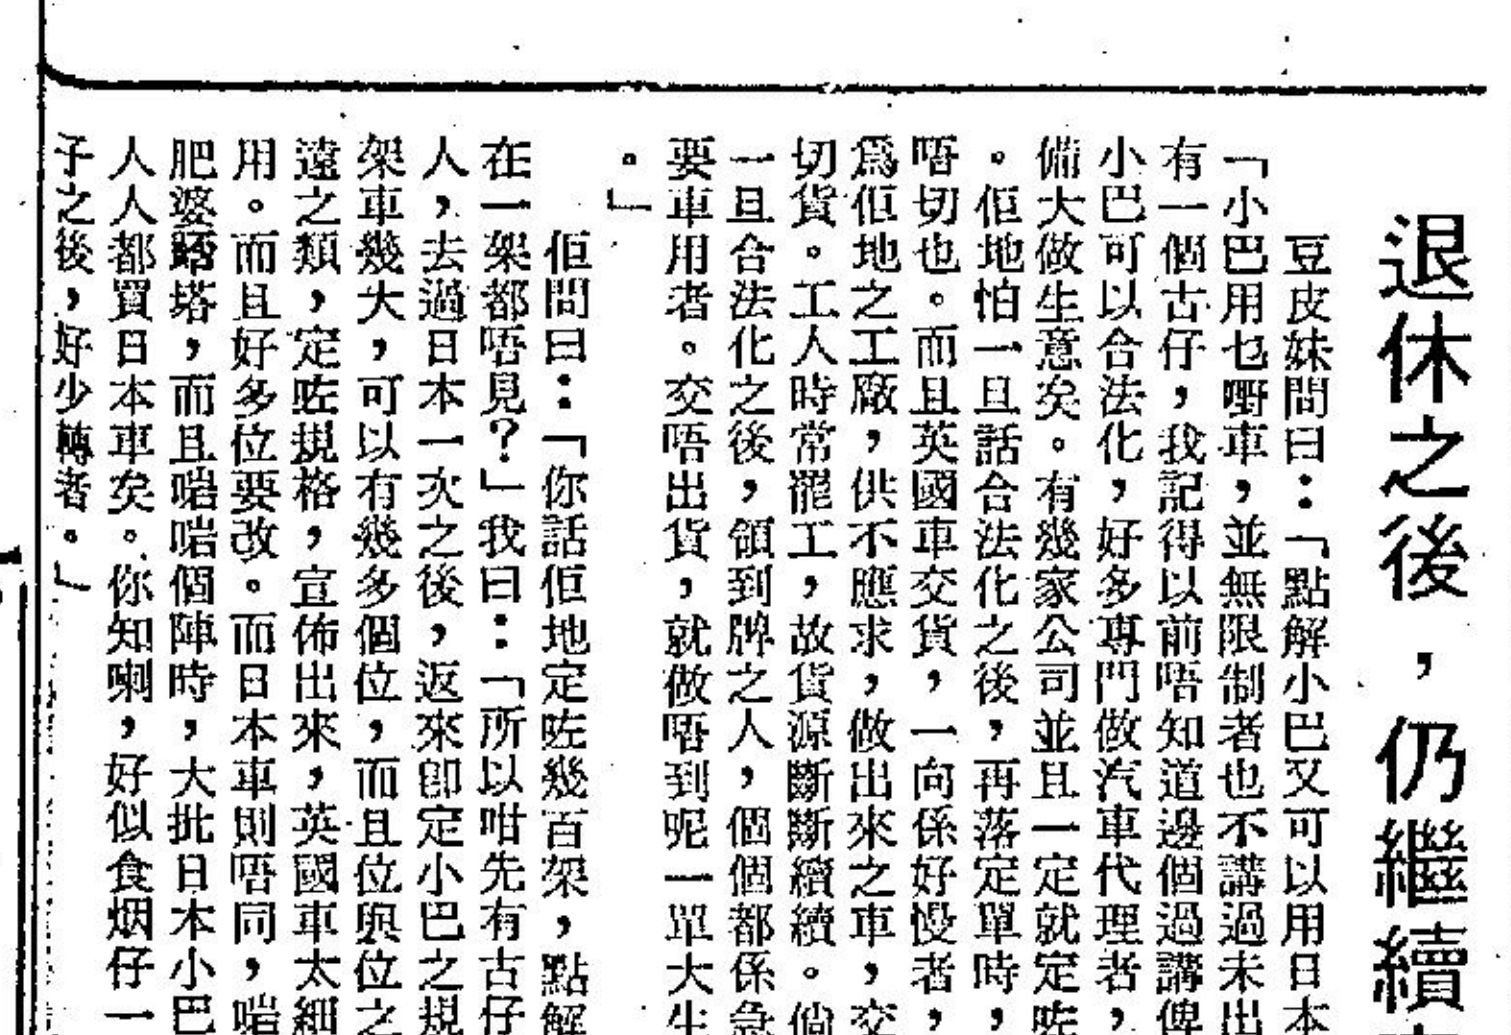 退休之後，仍繼續
豆皮妹問曰：「點解小巴又可以用日本
「小巴用乜嘢車，並無限制者也不講過未出
有一個古仔，我記得以前唔知道邊個過講俾
小巴可以合法化，好多專門做汽車代理者，
備大做生意矣。有幾家公司並且一定就定咗
。佢地怕一旦話合法化之後，再落定單時，
唔切也。而且英國車交貨，一向係好慢者，
爲佢地之工廠，供不應求，做出來之車，交
切貨。工人時常罷工，故貨源斷斷續續。倘
一旦合法化之後，領到牌之人，個個都係急
要車用者。交唔出貨，就做唔到呢一單大生
。」
佢問曰：「你話佢地定咗幾百架，點解
在一架都唔見？」我曰：「所以咁先有古仔
人，去過日本一次之後，返來卽定小巴之規
架車幾大，可以有幾多個位，而且位與位之
遠之類，定咗規格，宣佈出來，英國車太細
用。而且好多位要改。而日本車則唔同，啱
肥婆塔，而且啱啱個陣時，大批日本小巴
人人都買日本車矣。你知喇，好似食烟仔一
子之後，好少轉者。」